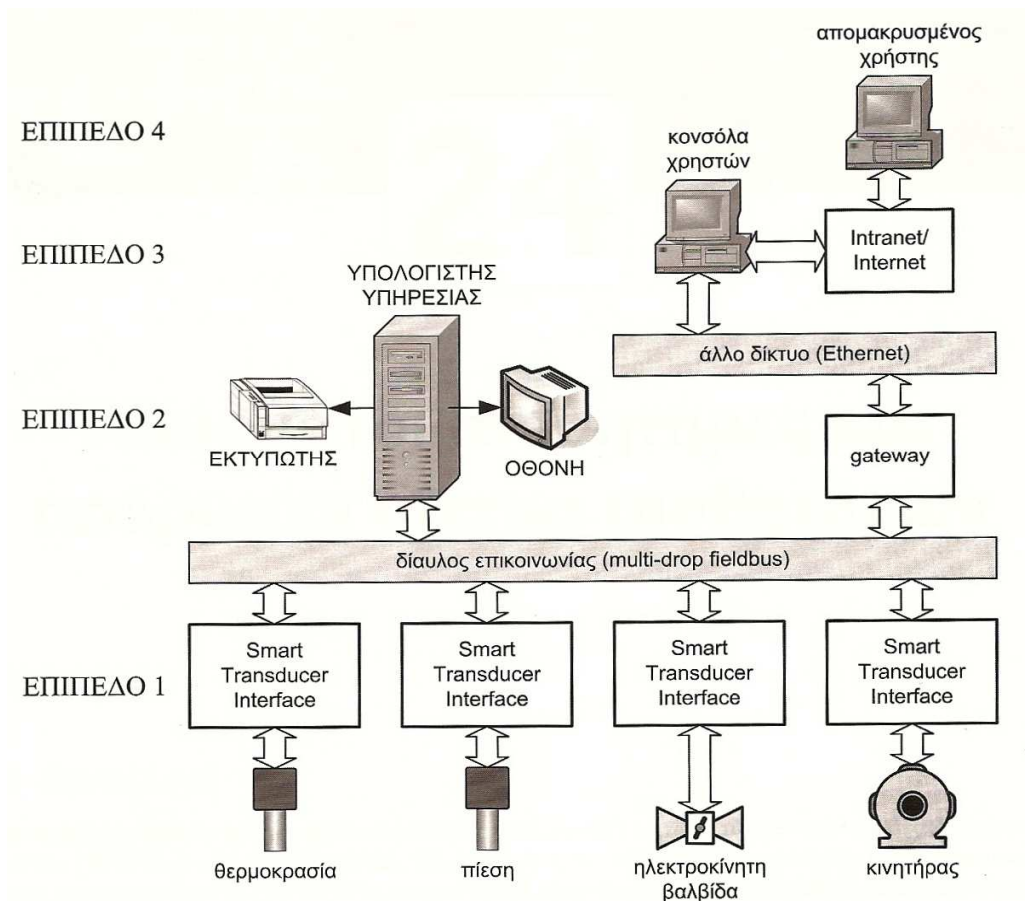 απομακρυσμένος
χρήστης
ΕΠΙΠΕΔΟ 4
κονσόλα
χρηστών
ΕΠΙΠΕΔΟ 3
Intranet/
Internet
ΥΠΟΛΟΓΙΣΤΗΣ
ΥΠΗΡΕΣΙΑΣ
άλλο δίκτυο (Ethernet)
ΕΠΙΠΕΔΟ 2
ΕΚΤΥΠΩΤΗΣ
ΟΘΟΝΗ
gateway
δίαυλος επικοινωνίας (multi-drop fieldbus)
ΕΠΙΠΕΔΟ 1
Smart
Transducer
Interface
Smart
Transducer
Interface
Smart
Transducer
Interface
Smart
Transducer
Interface
θερμοκρασία
πίεση
ηλεκτροκίνητη
βαλβίδα
κινητήρας